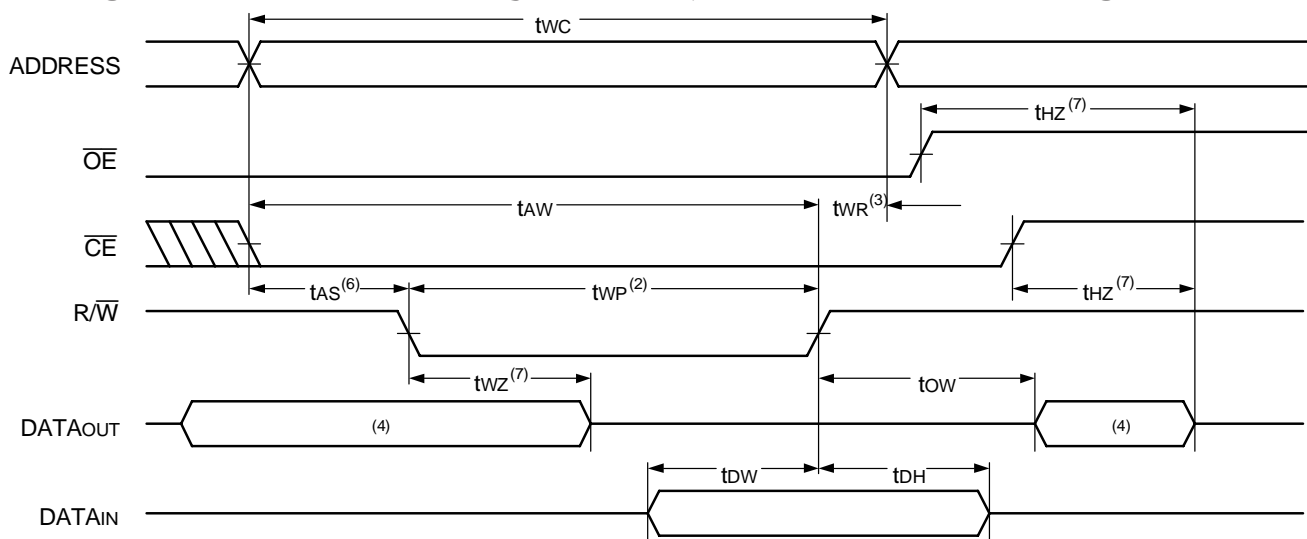 tWC
ADDRESS
tHZ(7)
OE
tAW
tWR(3)
CE
tAS(6)
tWP(2)
tHZ(7)
R/W
tWZ(7)
tOW
DATAOUT
(4)
(4)
tDW
tDH
DATAIN